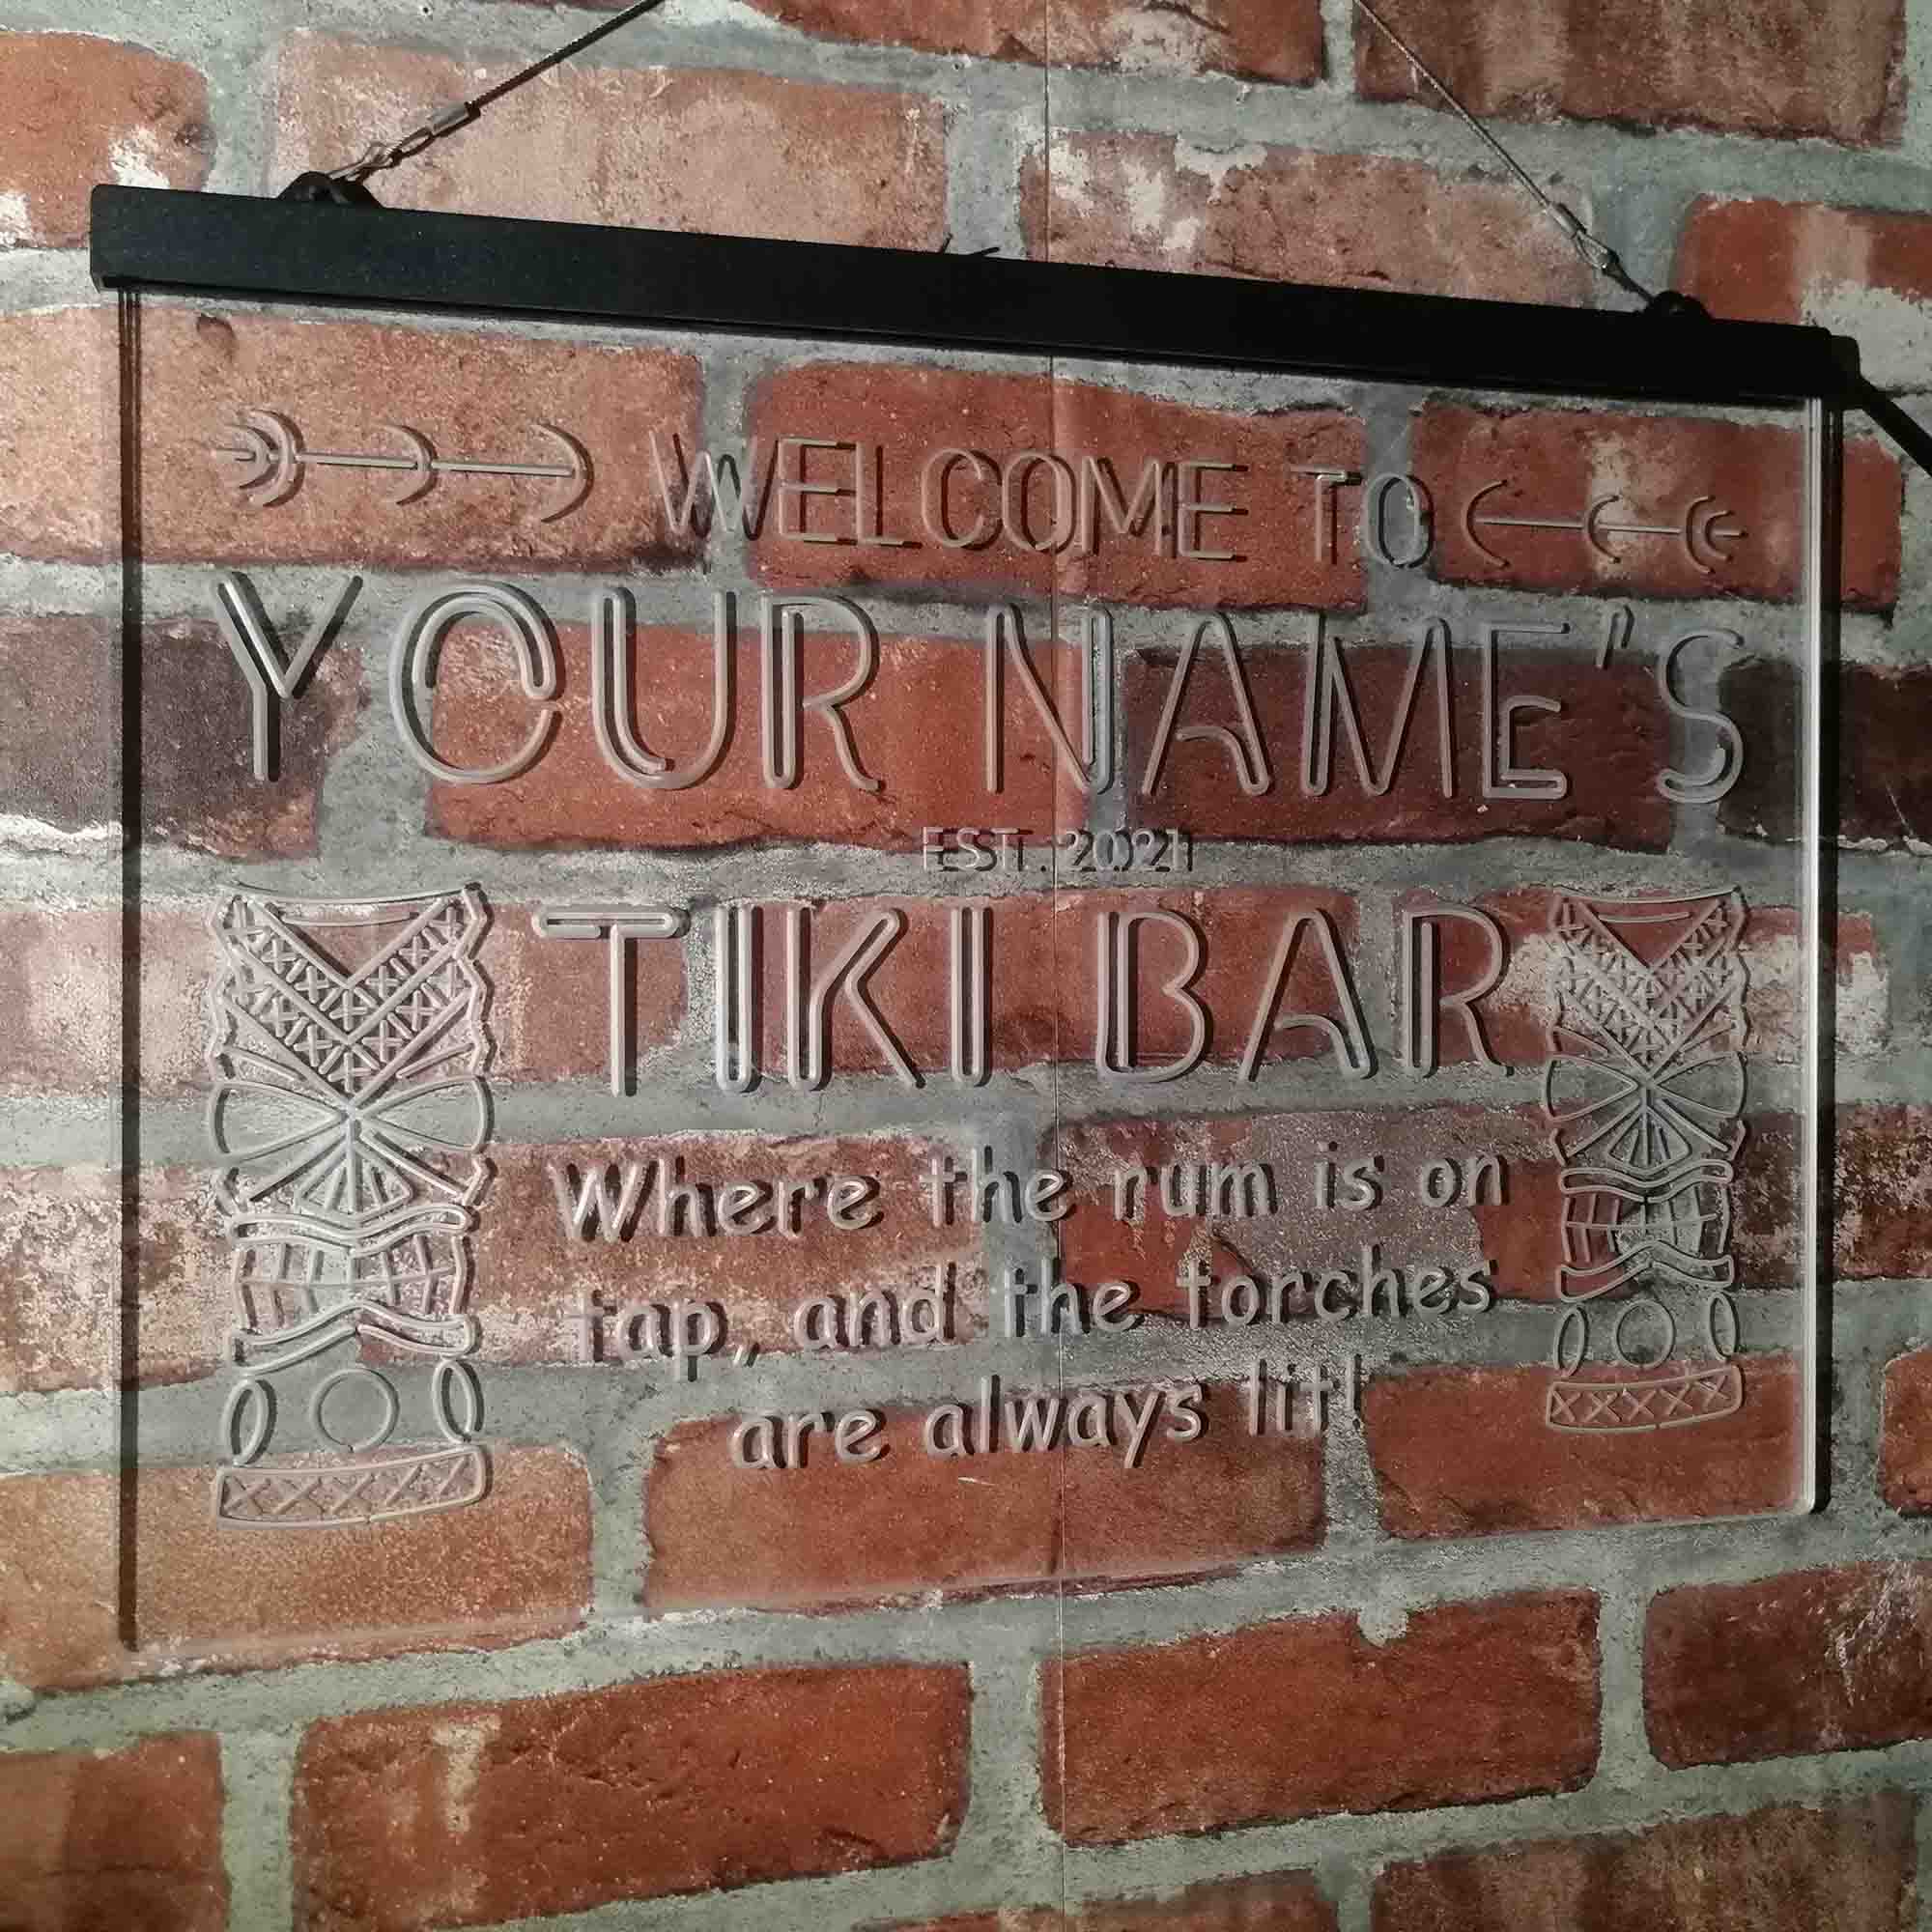 WELCOME TO
YOUR NAME'S
EST. 2021
TIKI BAR
Where the rum is on
tap, and the torches
are always lit!